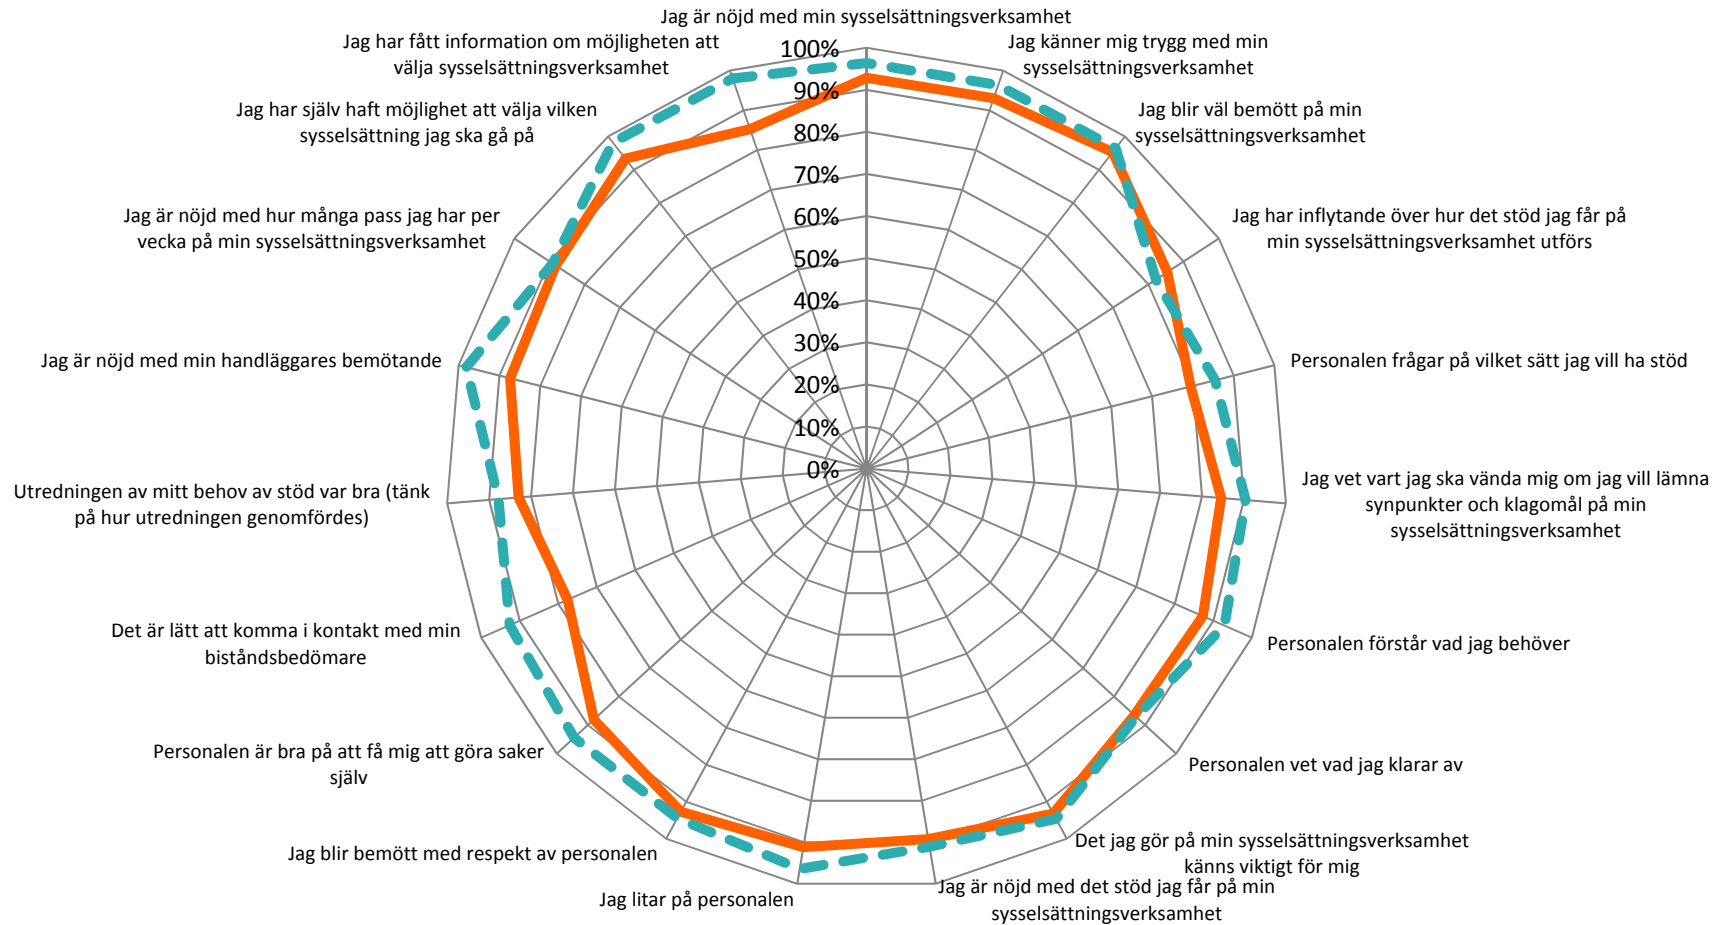 Jag är nöjd med min sysselsättningsverksamhet
Jag känner mig trygg med min
sysselsättningsverksamhet
Jag blir väl bemött på min
sysselsättningsverksamhet
Jag har inflytande över hur det stöd jag får på
min sysselsättningsverksamhet utförs
Personalen frågar på vilket sätt jag vill ha stöd
Jag vet vart jag ska vända mig om jag vill lämna
synpunkter och klagomål på min
sysselsättningsverksamhet
Personalen förstår vad jag behöver
Personalen vet vad jag klarar av
Det jag gör på min sysselsättningsverksamhet
känns viktigt för mig
Jag är nöjd med det stöd jag får på min
sysselsättningsverksamhet
Jag litar på personalen
Jag blir bemött med respekt av personalen
Personalen är bra på att få mig att göra saker
själv
Det är lätt att komma i kontakt med min
biståndsbedömare
Utredningen av mitt behov av stöd var bra (tänk
på hur utredningen genomfördes)
Jag är nöjd med min handläggares bemötande
Jag är nöjd med hur många pass jag har per
vecka på min sysselsättningsverksamhet
Jag har själv haft möjlighet att välja vilken
sysselsättning jag ska gå på
Jag har fått information om möjligheten att
välja sysselsättningsverksamhet
100%
90%
80%
70%
60%
50%
40%
30%
20%
10%
0%